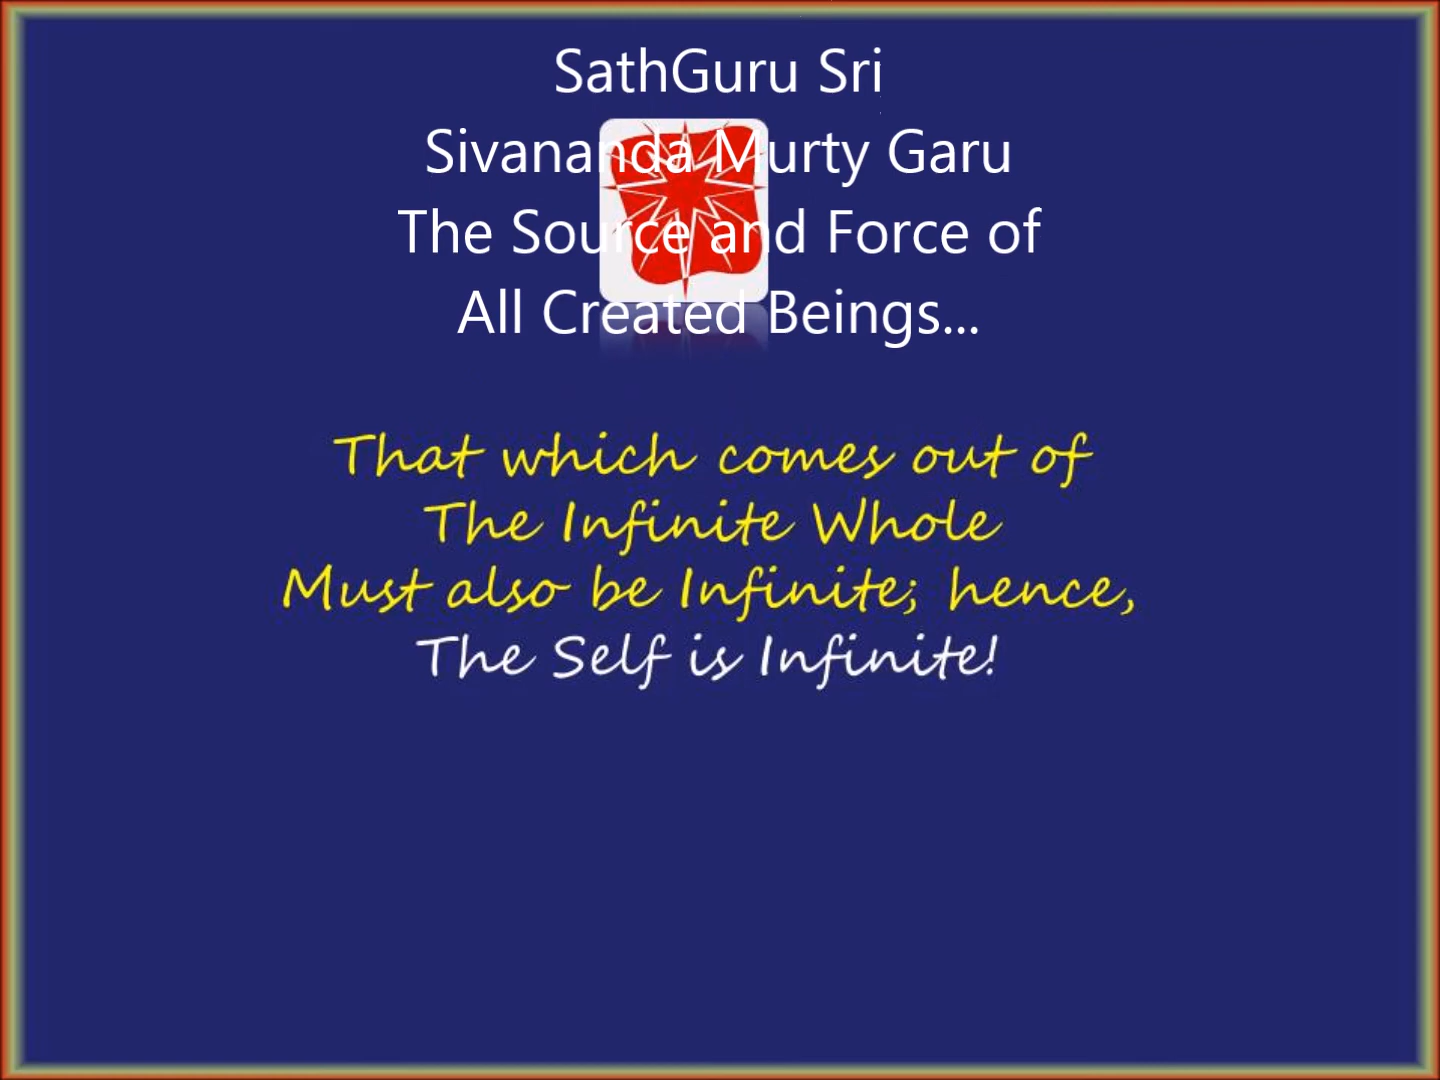 SathGuru Sri
Sivananda Murty Garu
The Source and Force of
All Created Beings...
That which comes out of
The Infinite Whole
Must also be Infinite; hence,
The Self is Infinite!